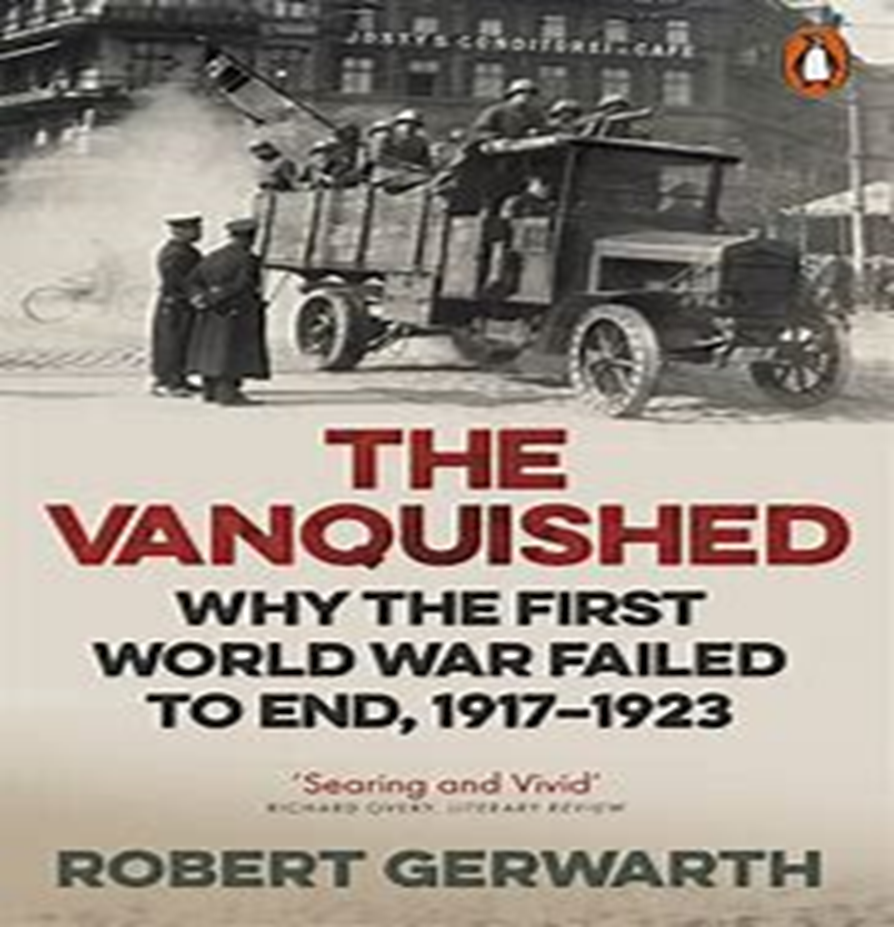 JOSTY'S CONDITOREI-CAFÉ
THE
VANQUISHED
WHY THE FIRST
WORLD WAR FAILED
TO END, 1917–1923
'Searing and Vivid'
RICHARD OVERY, LITERARY REVIEW
ROBERT GERWARTH